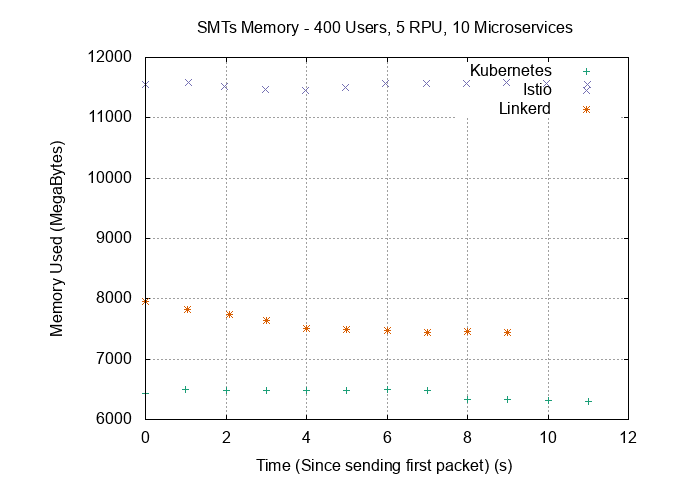 SMTs Memory - 400 Users, 5 RPU, 10 Microservices
12000
11000
10000
9000
8000
7000
6000
Memory Used (MegaBytes)
Kubernetes
Istio
Linkerd
0 2 4 6 8 10 12
Time (Since sending first packet) (s)